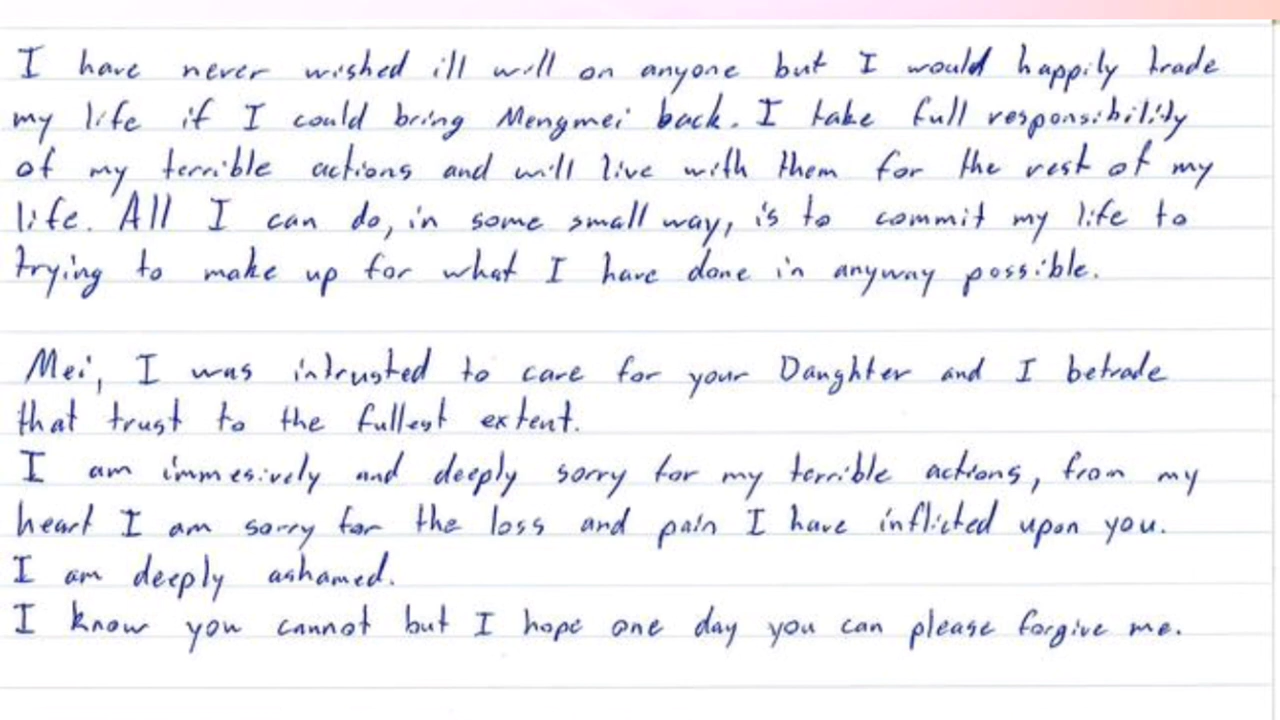 I have never wished ill will on anyone but I would happily trade
my life if I could bring Mengmei back. I take full responsibility
of my terrible actions and will live with them for the rest of my
life. All I can do, in some small way, is to commit my life to
trying to make up for what I have done in anyway possible.
Mei, I was intrusted to care for your Daughter and I betrade
that trust to the fullest extent.
I am immesively and deeply sorry for my terrible actions, from my
heart I am sorry for the loss and pain I have inflicted upon you.
I am deeply ashamed.
I know you cannot but I hope one day you can please forgive me.